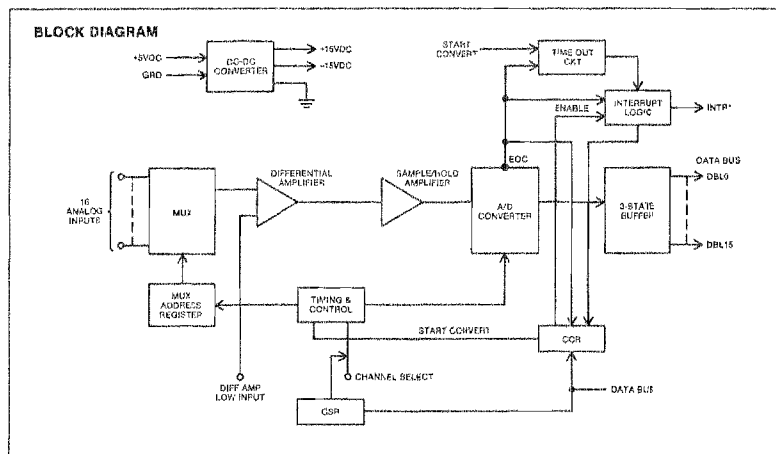 BLOCK DIAGRAM
+5VDC
GRD
DC-DC
CONVERTER
+15VDC
-15VDC
START
CONVERT
TIME OUT
CKT
ENABLE
INTERRUPT
LOGIC
INTR*
EOC
16
ANALOG
INPUTS
MUX
DIFFERENTIAL
AMPLIFIER
SAMPLE/HOLD
AMPLIFIER
A/D
CONVERTER
3-STATE
BUFFER
DATA BUS
DBL0
DBL15
MUX
ADDRESS
REGISTER
TIMING &
CONTROL
START CONVERT
CCR
DIFF AMP
LOW INPUT
CHANNEL SELECT
CSR
DATA BUS